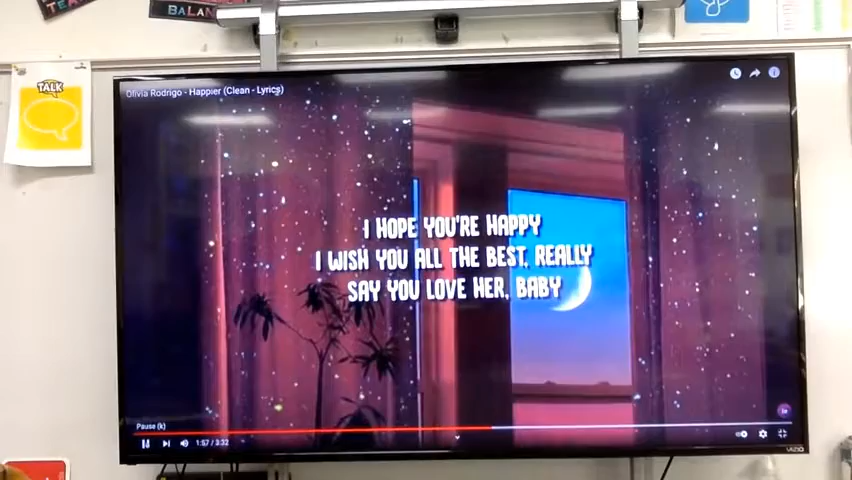 BALAN
TALK
Olivia Rodrigo - Happier (Clean - Lyrics)
I HOPE YOU'RE HAPPY
I WISH YOU ALL THE BEST, REALLY
SAY YOU LOVE HER, BABY
Pause (k)
1:57 / 3:32
VIZIO